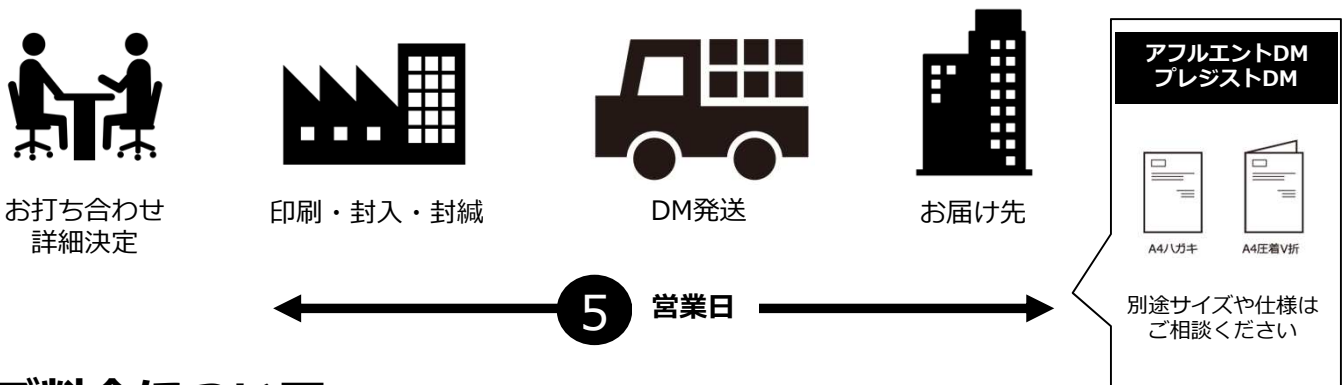 お打ち合わせ
詳細決定
印刷・封入・封緘
DM発送
お届け先
5 営業日
アフルエントDM
プレジストDM
A4ハガキ
A4圧着V折
別途サイズや仕様は
ご相談ください